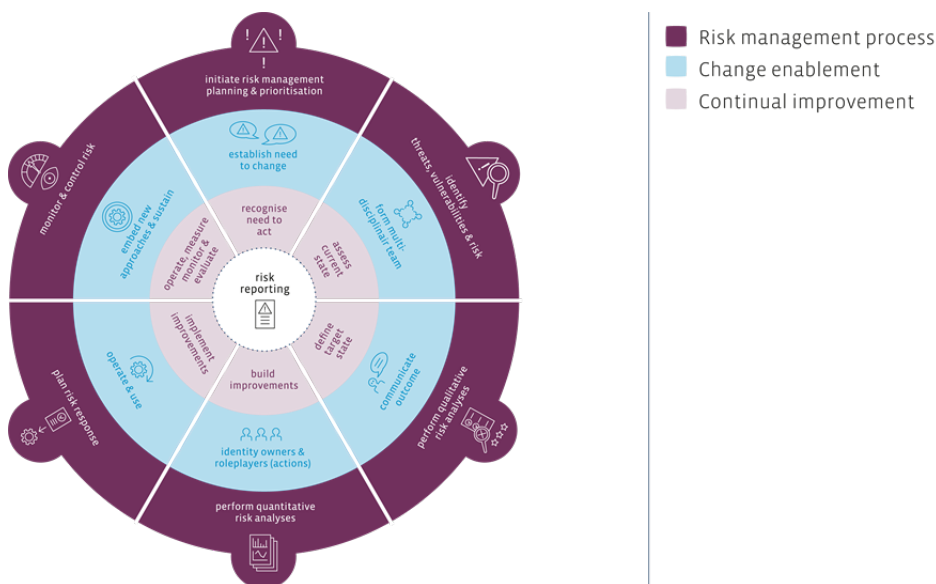 initiate risk management
planning & prioritisation
identify
threats, vulnerabilities & risk
perform qualitative
risk analyses
perform quantitative
risk analyses
plan risk response
monitor & control risk
establish need
to change
form multi-
disciplinair team
communicate
outcome
identity owners &
roleplayers (actions)
operate & use
embed new
approaches & sustain
recognise
need to
act
assess
current
state
define
target
state
build
improvements
implement
improvements
operate, measure
monitor &
evaluate
risk
reporting
Risk management process
Change enablement
Continual improvement